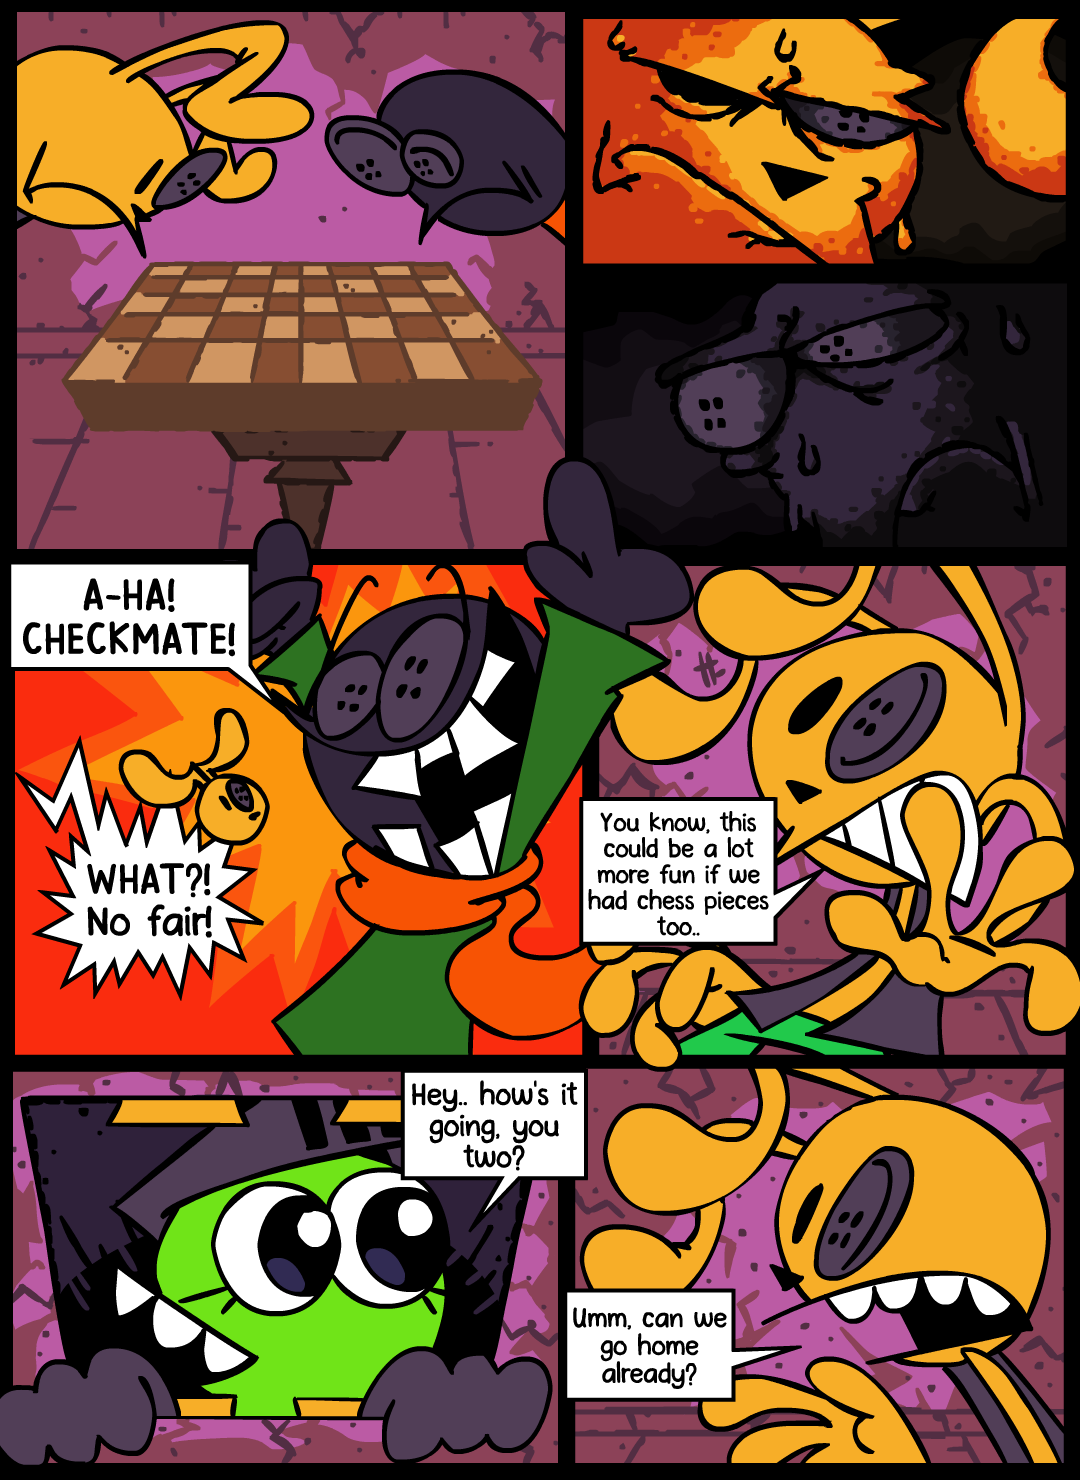 A-HA!
CHECKMATE!
WHAT?!
No fair!
You know, this
could be a lot
more fun if we
had chess pieces
too..
Hey.. how's it
going, you
two?
Umm, can we
go home
already?